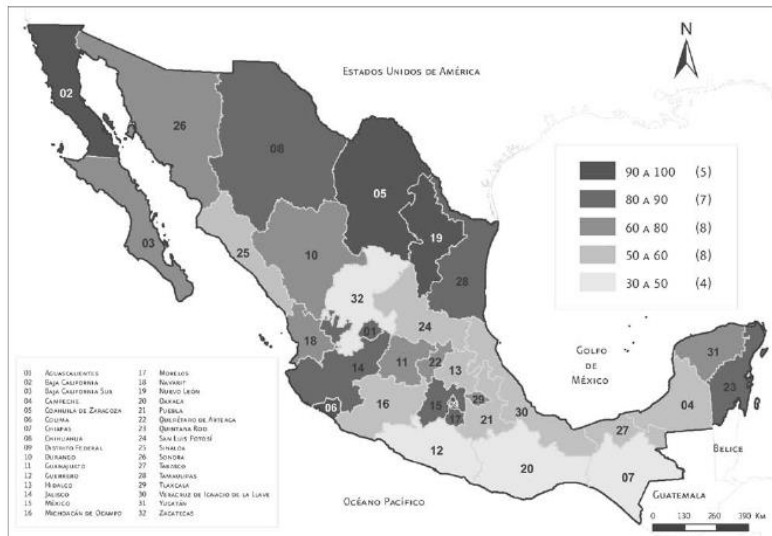 ESTADOS UNIDOS DE AMÉRICA
N
02
26
08
05
03
19
10
25
28
32
24
18
01
14
11
22
13
06
16
15
17
29
21
30
12
20
27
07
04
31
23
90 A 100 (5)
80 A 90 (7)
60 A 80 (8)
50 A 60 (8)
30 A 50 (4)
GOLFO
DE
MÉXICO
BELICE
GUATEMALA
OCÉANO PACÍFICO
01 AGUASCALIENTES
02 BAJA CALIFORNIA
03 BAJA CALIFORNIA SUR
04 CAMPECHE
05 COAHUILA DE ZARAGOZA
06 COLIMA
07 CHIAPAS
08 CHIHUAHUA
09 DISTRITO FEDERAL
10 DURANGO
11 GUANAJUATO
12 GUERRERO
13 HIDALGO
14 JALISCO
15 MÉXICO
16 MICHOACÁN DE OCAMPO
17 MORELOS
18 NAYARIT
19 NUEVO LEÓN
20 OAXACA
21 PUEBLA
22 QUERÉTARO DE ARTEAGA
23 QUINTANA ROO
24 SAN LUIS POTOSÍ
25 SINALOA
26 SONORA
27 TABASCO
28 TAMAULIPAS
29 TLAXCALA
30 VERACRUZ DE IGNACIO DE LA LLAVE
31 YUCATÁN
32 ZACATECAS
0 130 260 390 KM